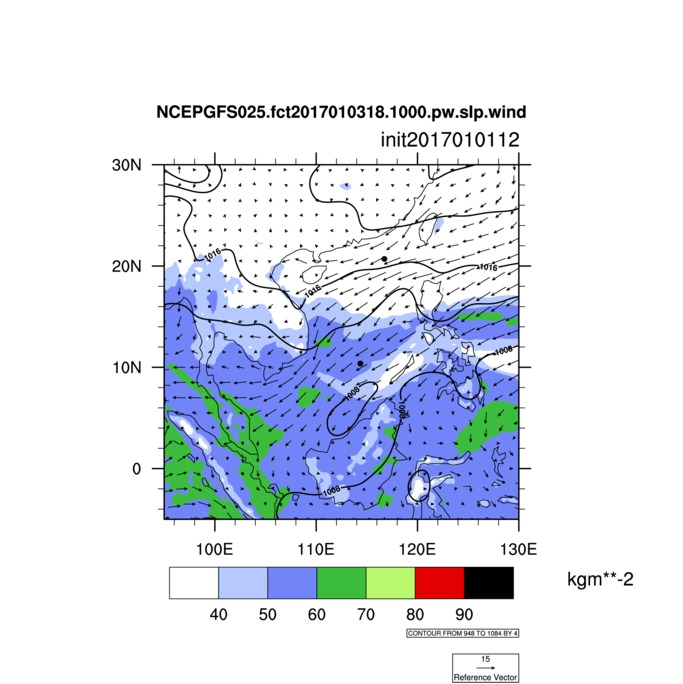 NCEPGFS025.fct2017010318.1000.pw.slp.wind
init2017010112
30N
1016
20N
1016
1016
10N
1008
1008
1008
0
1008
100E 110E 120E 130E
kgm**-2
40 50 60 70 80 90
CONTOUR FROM 948 TO 1084 BY 4
15
Reference Vector